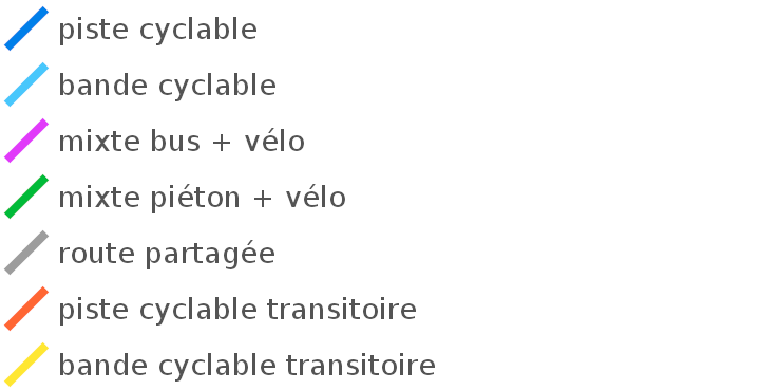 piste cyclable
bande cyclable
mixte bus + vélo
mixte piéton + vélo
route partagée
piste cyclable transitoire
bande cyclable transitoire